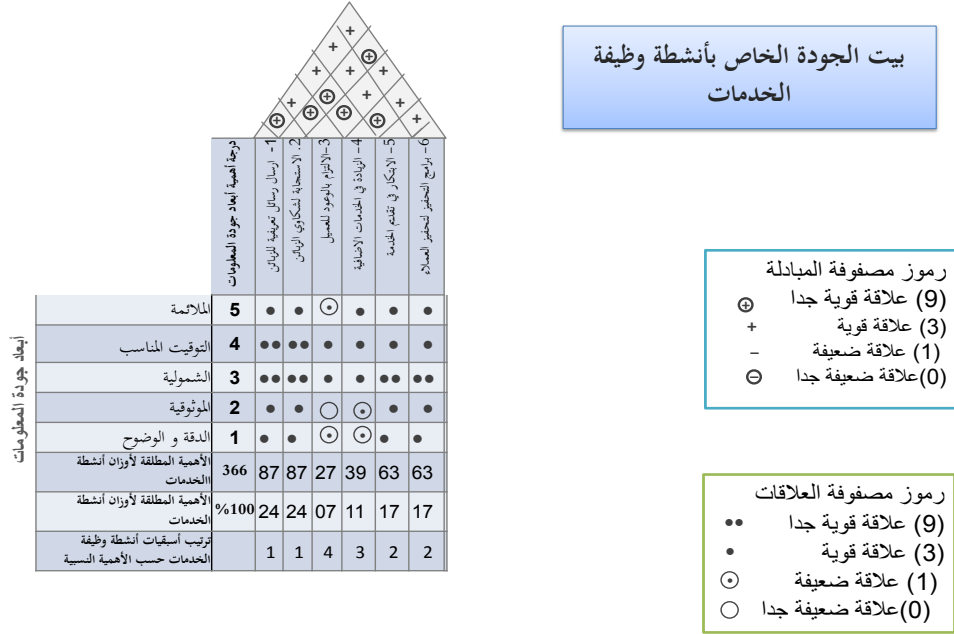 بيت الجودة الخاص بأنشطة وظيفة
الخدمات
درجة أهمية أبعاد جودة المعلومات
1- ارسال رسائل تعريفية للزبائن
2. الاستجابة لشكاوي الزبائن
3-الالتزام بالوعود للعميل
4- الزيادة في الخدمات الاضافية
5- الابتكار في تقديم الخدمة
6- برامج التحفيز لتحفيز العملاء
أبعاد جودة المعلومات
الملائمة 5 ● ● ☉ ● ● ●
التوقيت المناسب 4 ●● ●● ● ● ● ●
الشمولية 3 ●● ●● ● ● ●● ●●
الموثوقية 2 ● ● ○ ☉ ● ●
الدقة و الوضوح 1 ● ● ☉ ☉ ● ●
الأهمية المطلقة لأوزان أنشطة
االخدمات
366 87 87 27 39 63 63
الأهمية المطلقة لأوزان أنشطة
الخدمات
%100 24 24 07 11 17 17
ترتيب أسبقيات أنشطة وظيفة
الخدمات حسب الأهمية النسبية
1 1 4 3 2 2
رموز مصفوفة المبادلة
(9) علاقة قوية جدا ⊕
(3) علاقة قوية +
(1) علاقة ضعيفة -
(0)علاقة ضعيفة جدا ⊖
رموز مصفوفة العلاقات
(9) علاقة قوية جدا ●●
(3) علاقة قوية ●
(1) علاقة ضعيفة ☉
(0)علاقة ضعيفة جدا ○